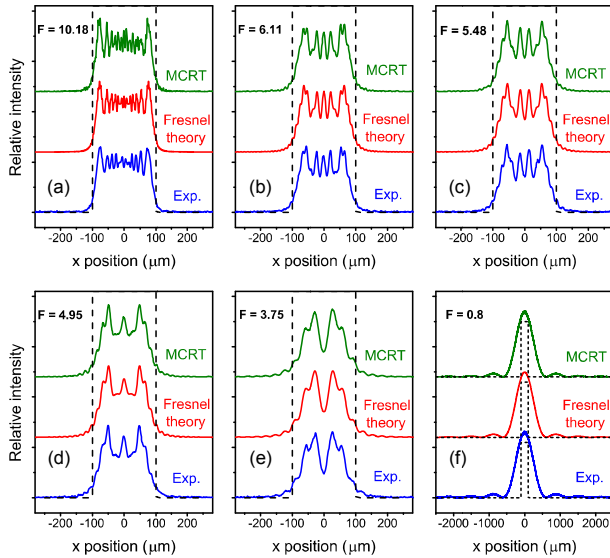 Relative intensity
F = 10.18
MCRT
Fresnel
theory
Exp.
(a)
-200 -100 0 100 200
x position (μm)
F = 6.11
MCRT
Fresnel
theory
Exp.
(b)
-200 -100 0 100 200
x position (μm)
F = 5.48
MCRT
Fresnel
theory
Exp.
(c)
-200 -100 0 100 200
x position (μm)
Relative intensity
F = 4.95
MCRT
Fresnel
theory
Exp.
(d)
-200 -100 0 100 200
x position (μm)
F = 3.75
MCRT
Fresnel
theory
Exp.
(e)
-200 -100 0 100 200
x position (μm)
F = 0.8
MCRT
Fresnel
theory
Exp.
(f)
-2000 -1000 0 1000 2000
x position (μm)